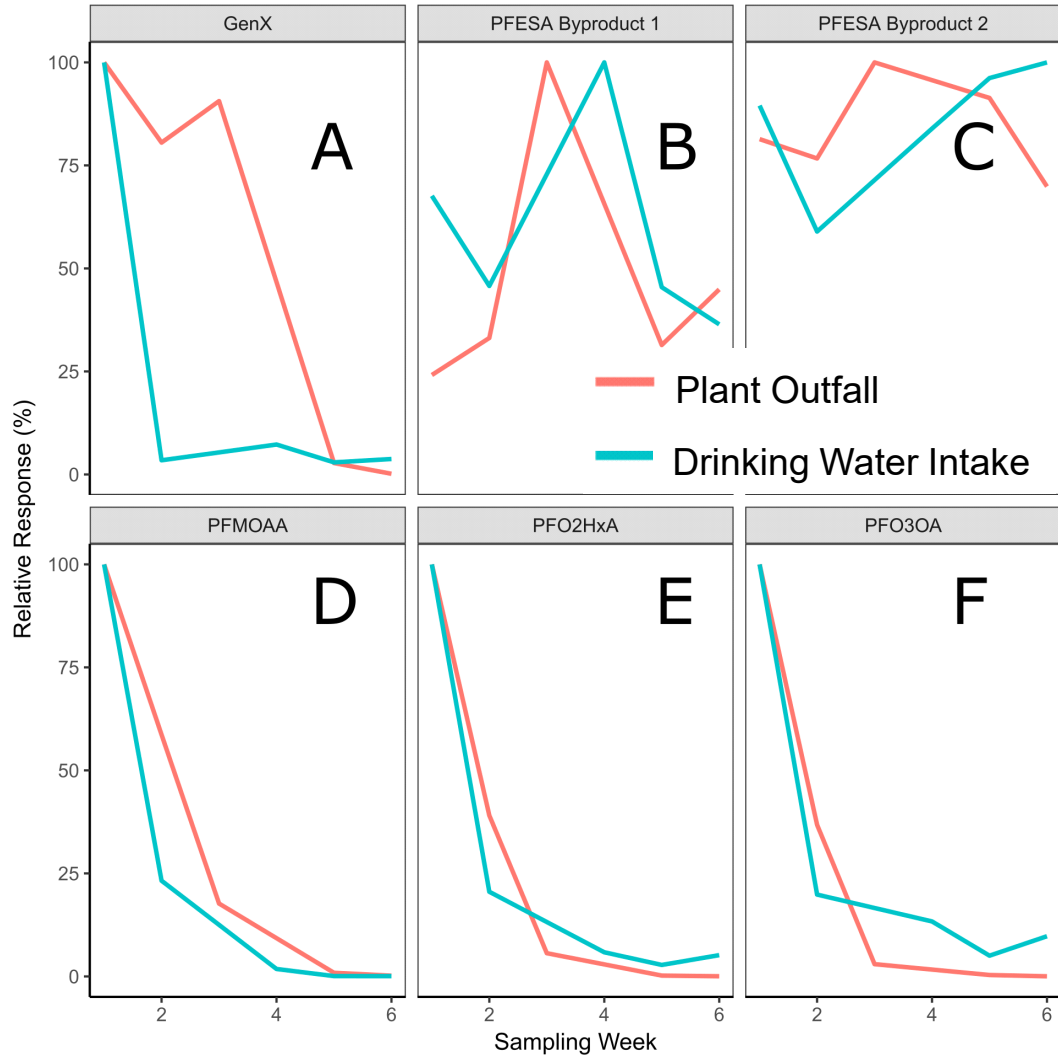 GenX
PFESA Byproduct 1
PFESA Byproduct 2
A
B
C
100
75
50
25
0
Plant Outfall
Drinking Water Intake
Relative Response (%)
PFMOAA
PFO2HxA
PFO3OA
D
E
F
100
75
50
25
0
2
4
6
2
4
6
2
4
6
Sampling Week